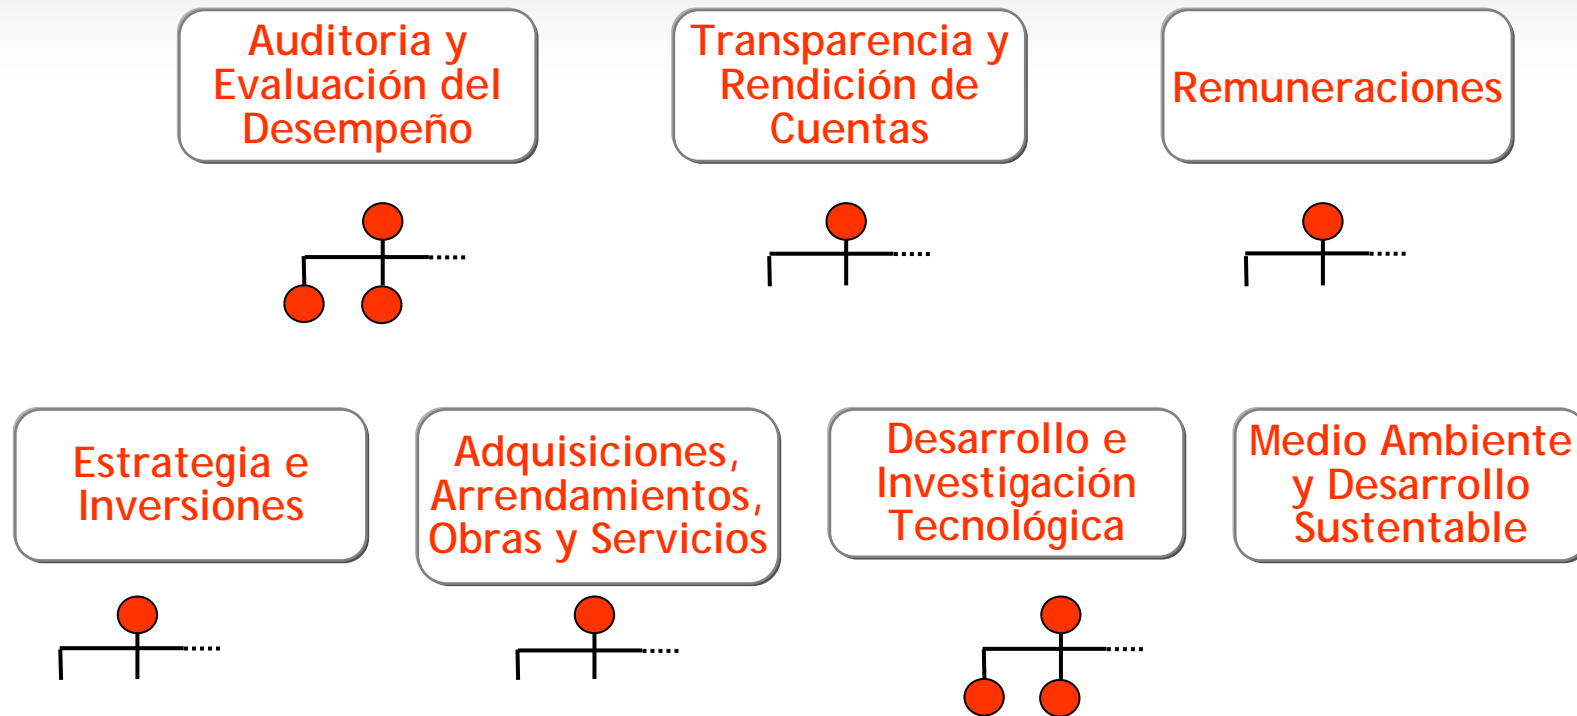 Auditoria y
Evaluación del
Desempeño
Transparencia y
Rendición de
Cuentas
Remuneraciones
Estrategia e
Inversiones
Adquisiciones,
Arrendamientos,
Obras y Servicios
Desarrollo e
Investigación
Tecnológica
Medio Ambiente
y Desarrollo
Sustentable